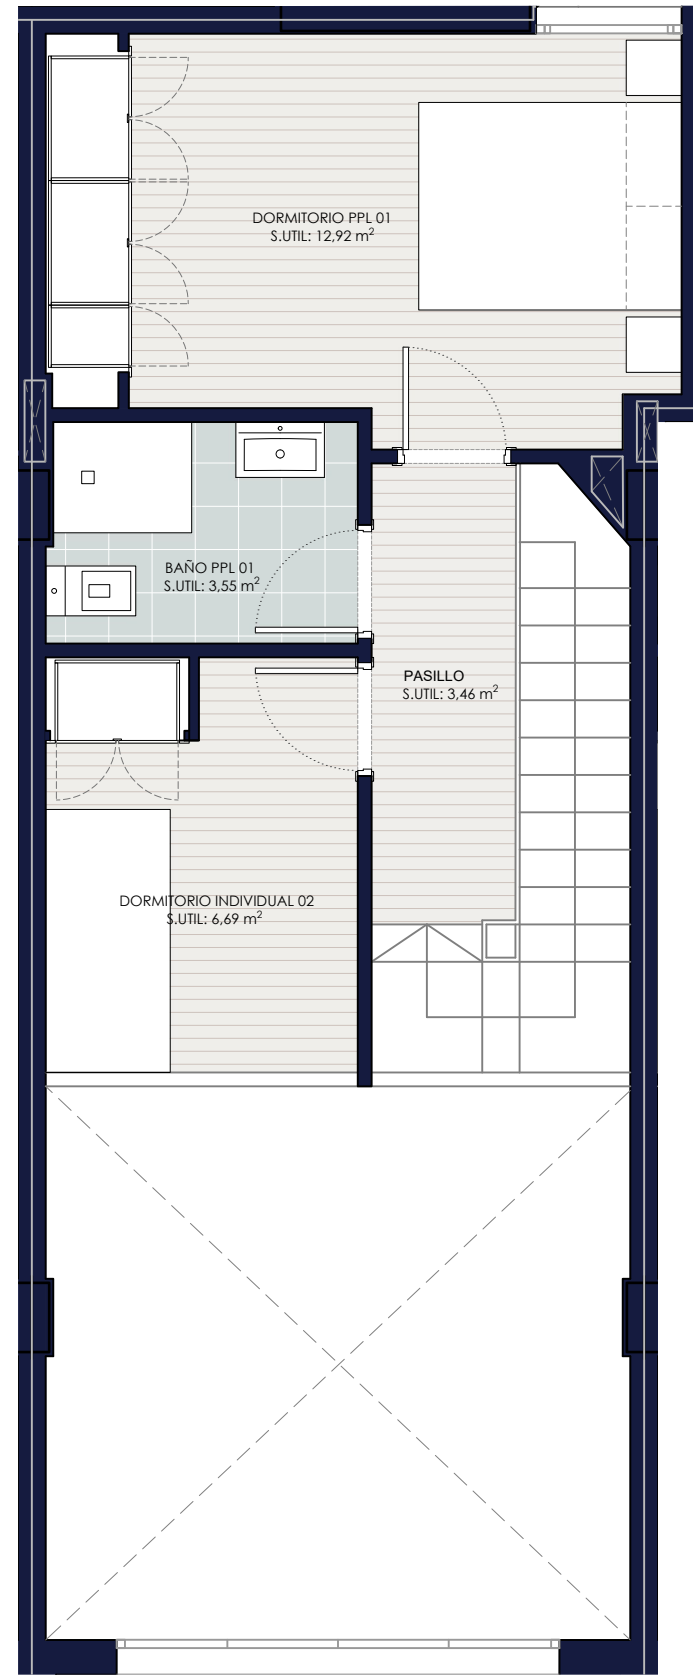 DORMITORIO PPL 01
S.UTIL: 12,92 m²
BAÑO PPL 01
S.UTIL: 3,55 m²
PASILLO
S.UTIL: 3,46 m²
DORMITORIO INDIVIDUAL 02
S.UTIL: 6,69 m²